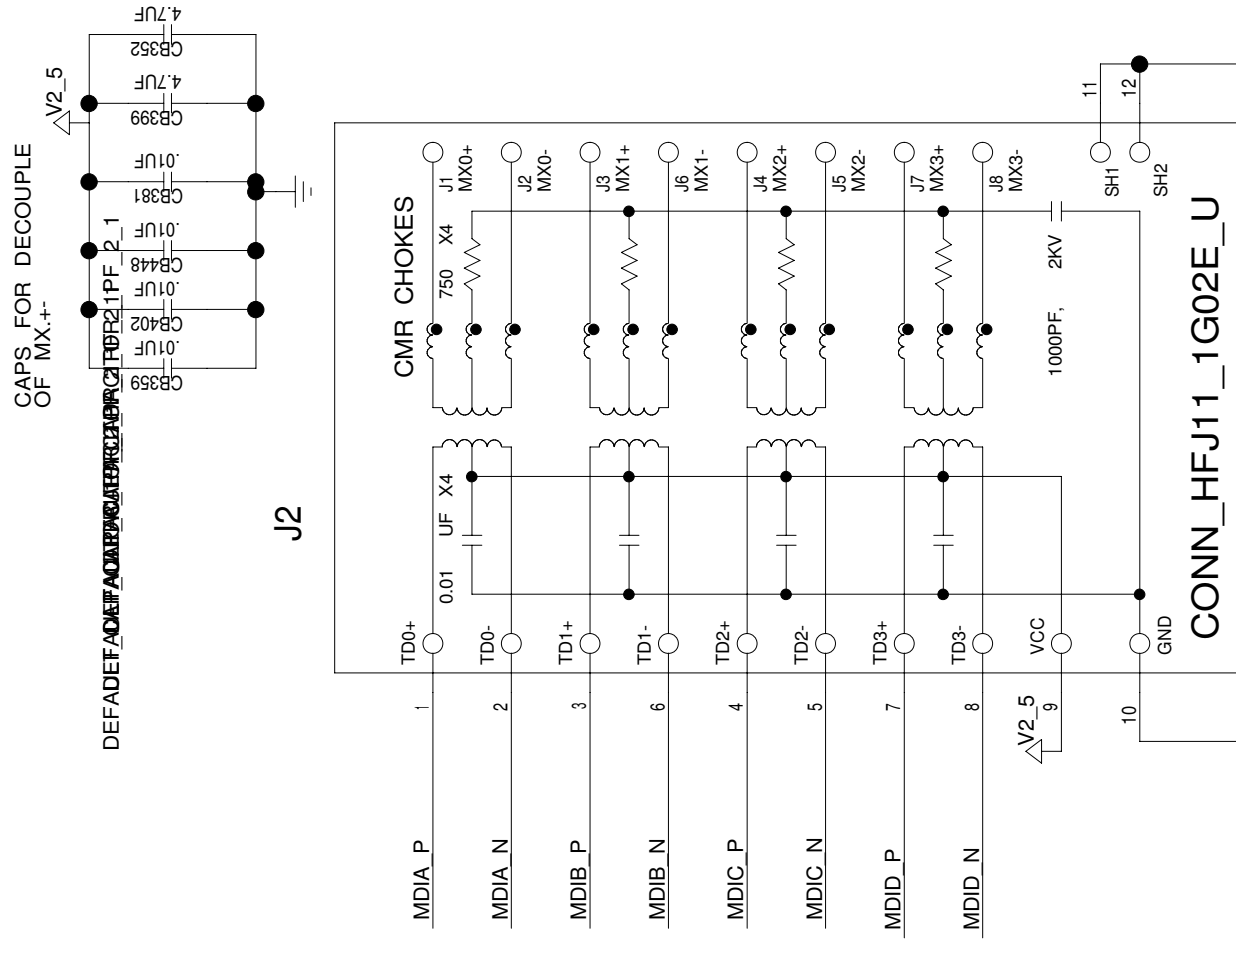 CAPS FOR DECOUPLE
OF MX.+-
V2_5
4.7UF
CB352
4.7UF
CB399
.01UF
CB381
.01UF
CB448
.01UF
CB402
.01UF
CB359
J2
CONN_HFJ11_1G02E_U
CMR CHOKES
J1
MX0+
J2
MX0-
J3
MX1+
J6
MX1-
J4
MX2+
J5
MX2-
J7
MX3+
J8
MX3-
SH1
SH2
11
12
750 X4
1000PF, 2KV
0.01 UF X4
TD0+
TD0-
TD1+
TD1-
TD2+
TD2-
TD3+
TD3-
VCC
GND
1
2
3
6
4
5
7
8
9
10
V2_5
MDIA_P
MDIA_N
MDIB_P
MDIB_N
MDIC_P
MDIC_N
MDID_P
MDID_N